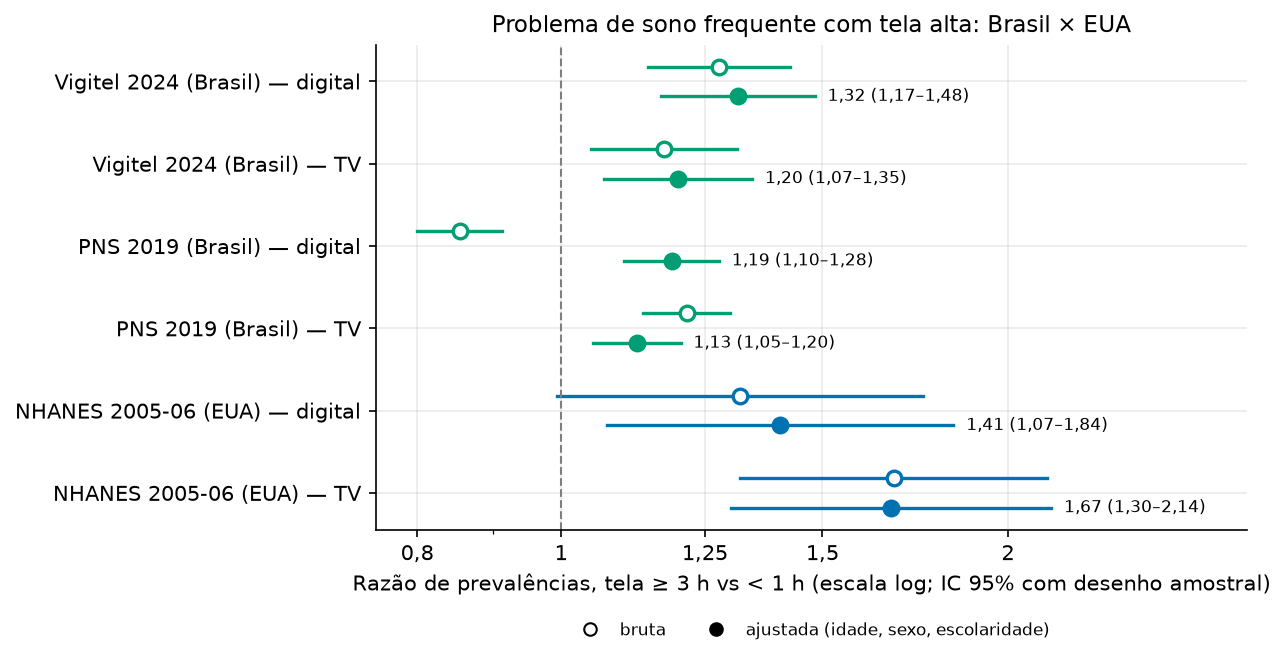 Problema de sono frequente com tela alta: Brasil × EUA
Vigitel 2024 (Brasil) — digital
1,32 (1,17–1,48)
Vigitel 2024 (Brasil) — TV
1,20 (1,07–1,35)
PNS 2019 (Brasil) — digital
1,19 (1,10–1,28)
PNS 2019 (Brasil) — TV
1,13 (1,05–1,20)
NHANES 2005-06 (EUA) — digital
1,41 (1,07–1,84)
NHANES 2005-06 (EUA) — TV
1,67 (1,30–2,14)
0,8 1 1,25 1,5 2
Razão de prevalências, tela ≥ 3 h vs < 1 h (escala log; IC 95% com desenho amostral)
bruta ajustada (idade, sexo, escolaridade)